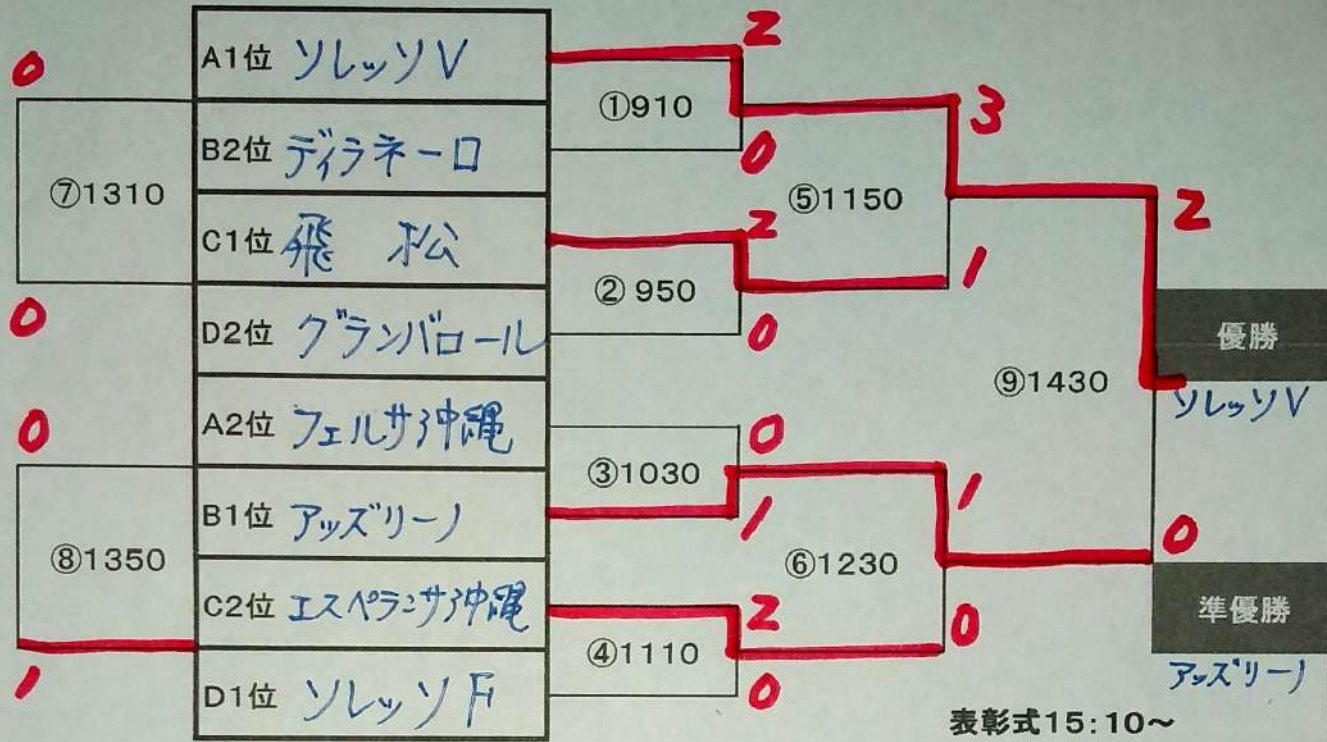 A1位 ソレッソV
B2位 ディラネーロ
C1位 飛 松
D2位 グランバロール
A2位 フェルサ沖縄
B1位 アッズリーノ
C2位 エスペランサ沖縄
D1位 ソレッソF
0
⑦1310
0
0
⑧1350
1
2
①910
0
2
② 950
0
0
③1030
1
2
④1110
0
3
⑤1150
1
1
⑥1230
0
2
⑨1430
0
優勝
ソレッソV
準優勝
アッズリーノ
表彰式15:10~